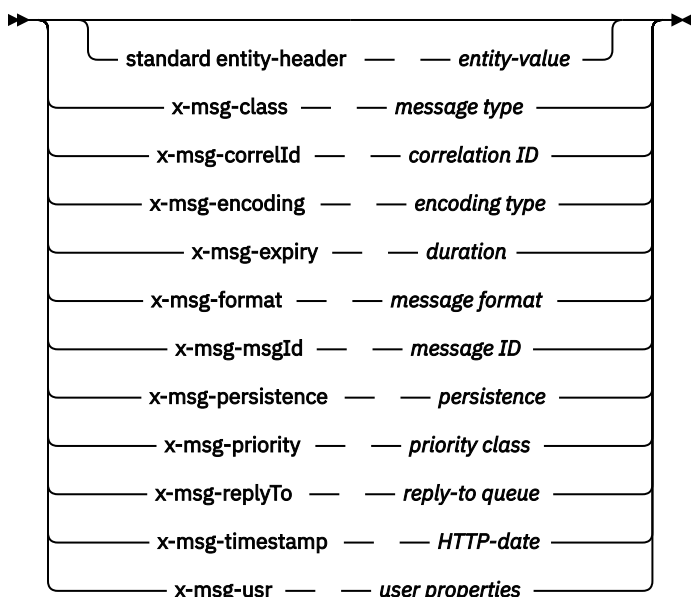 standard entity-header — — entity-value
x-msg-class — — message type
x-msg-correlId — — correlation ID
x-msg-encoding — — encoding type
x-msg-expiry — — duration
x-msg-format — — message format
x-msg-msgId — — message ID
x-msg-persistence — — persistence
x-msg-priority — — priority class
x-msg-replyTo — — reply-to queue
x-msg-timestamp — — HTTP-date
x-msg-usr — — user properties